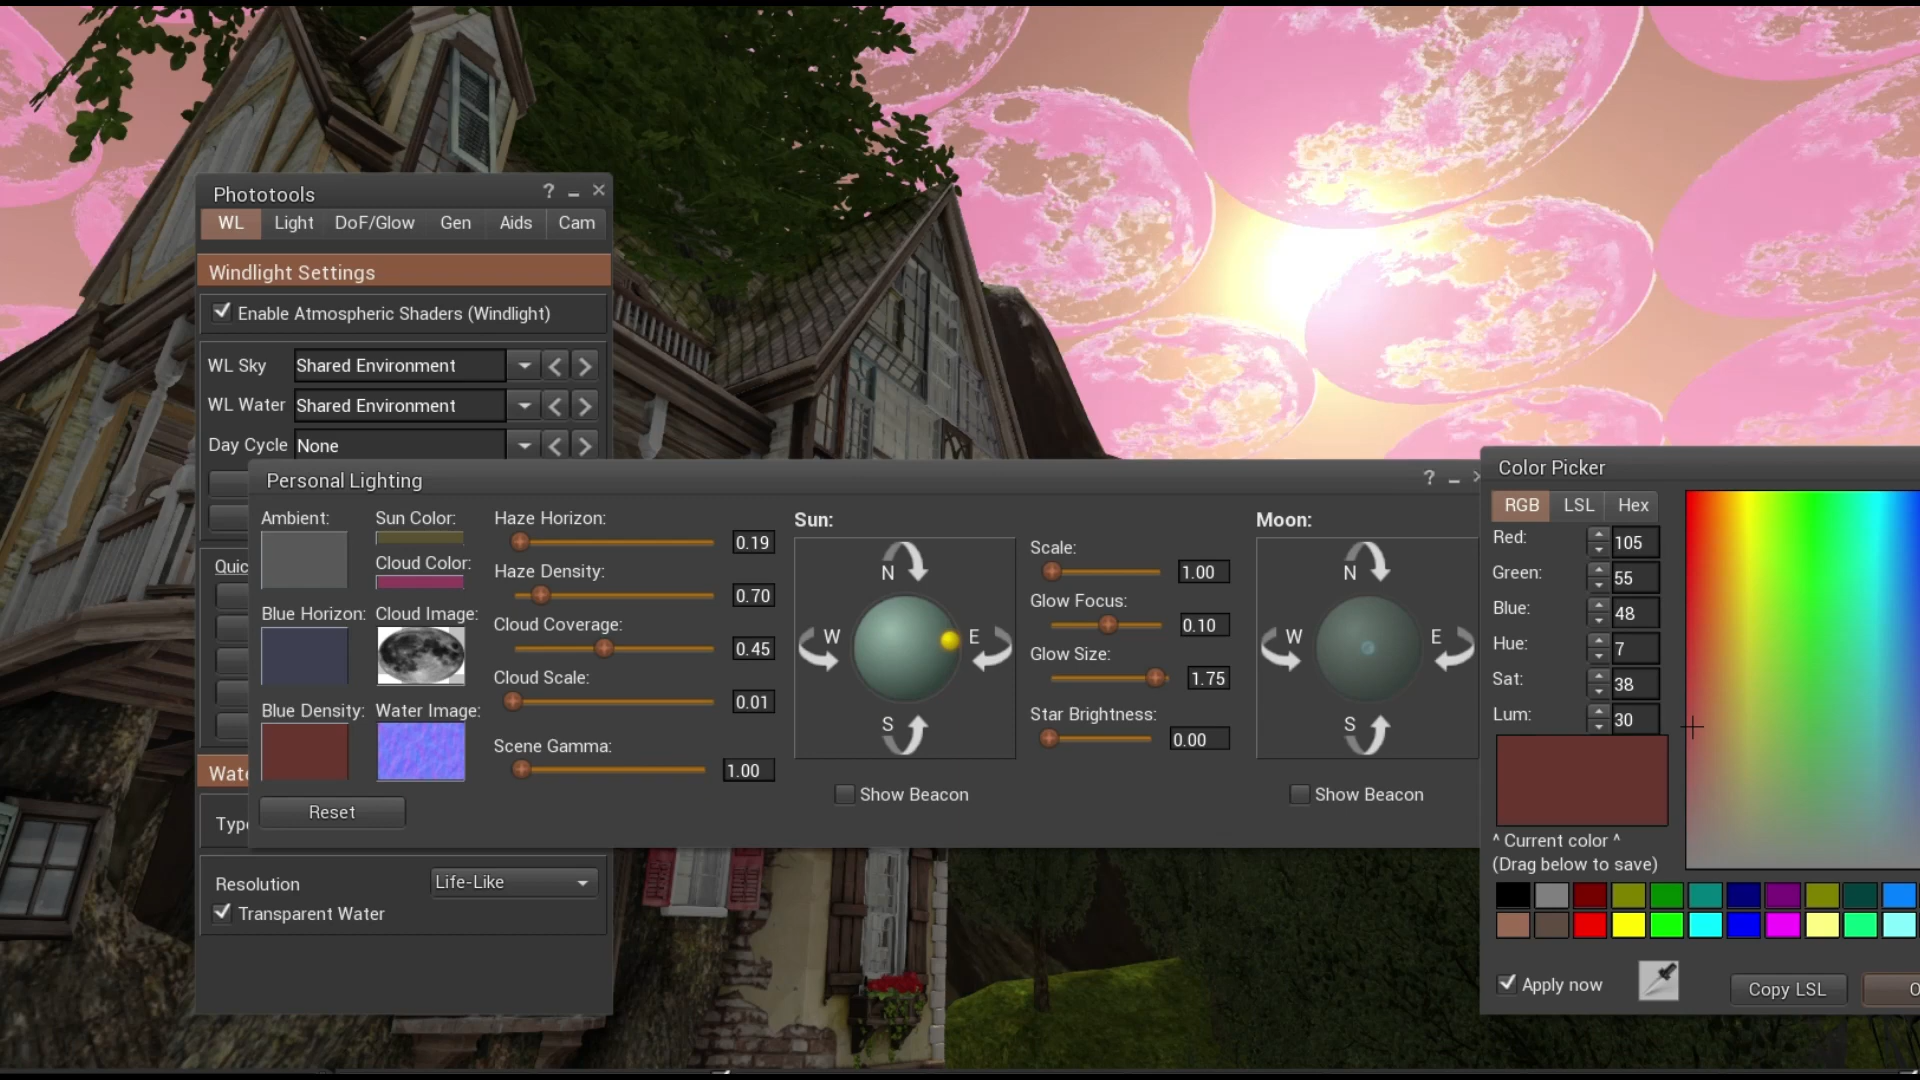 Phototools
? _ ×
WL Light DoF/Glow Gen Aids Cam
Windlight Settings
Enable Atmospheric Shaders (Windlight)
WL Sky Shared Environment
WL Water Shared Environment
Day Cycle None
Personal Lighting
? _ ×
Quic
Wate
Type
Ambient:
Sun Color:
Cloud Color:
Blue Horizon:
Cloud Image:
Blue Density:
Water Image:
Reset
Haze Horizon:
0.19
Haze Density:
0.70
Cloud Coverage:
0.45
Cloud Scale:
0.01
Scene Gamma:
1.00
Sun:
N
W E
S
Show Beacon
Scale:
1.00
Glow Focus:
0.10
Glow Size:
1.75
Star Brightness:
0.00
Moon:
N
W E
S
Show Beacon
Resolution Life-Like
Transparent Water
Color Picker
RGB LSL Hex
Red: 105
Green: 55
Blue: 48
Hue: 7
Sat: 38
Lum: 30
^ Current color ^
(Drag below to save)
Apply now
Copy LSL